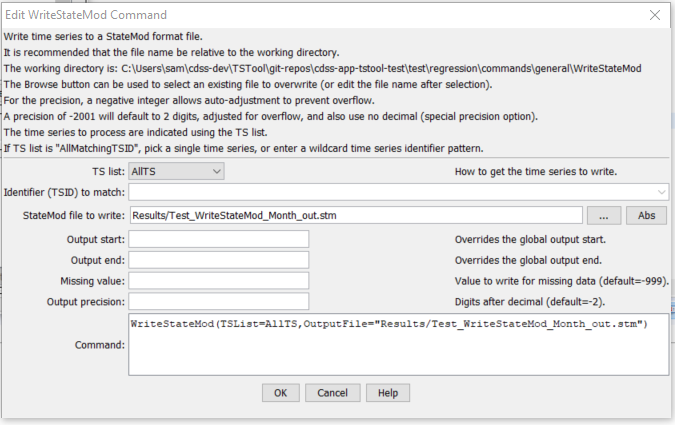 Edit WriteStateMod Command
Write time series to a StateMod format file.
It is recommended that the file name be relative to the working directory.
The working directory is: C:\Users\sam\cdss-dev\TSTool\git-repos\cdss-app-tstool-test\test\regression\commands\general\WriteStateMod
The Browse button can be used to select an existing file to overwrite (or edit the file name after selection).
For the precision, a negative integer allows auto-adjustment to prevent overflow.
A precision of -2001 will default to 2 digits, adjusted for overflow, and also use no decimal (special precision option).
The time series to process are indicated using the TS list.
If TS list is "AllMatchingTSID", pick a single time series, or enter a wildcard time series identifier pattern.
TS list: AllTS How to get the time series to write.
Identifier (TSID) to match:
StateMod file to write: Results/Test_WriteStateMod_Month_out.stm ... Abs
Output start: Overrides the global output start.
Output end: Overrides the global output end.
Missing value: Value to write for missing data (default=-999).
Output precision: Digits after decimal (default=-2).
WriteStateMod(TSList=AllTS,OutputFile="Results/Test_WriteStateMod_Month_out.stm")
Command:
OK Cancel Help